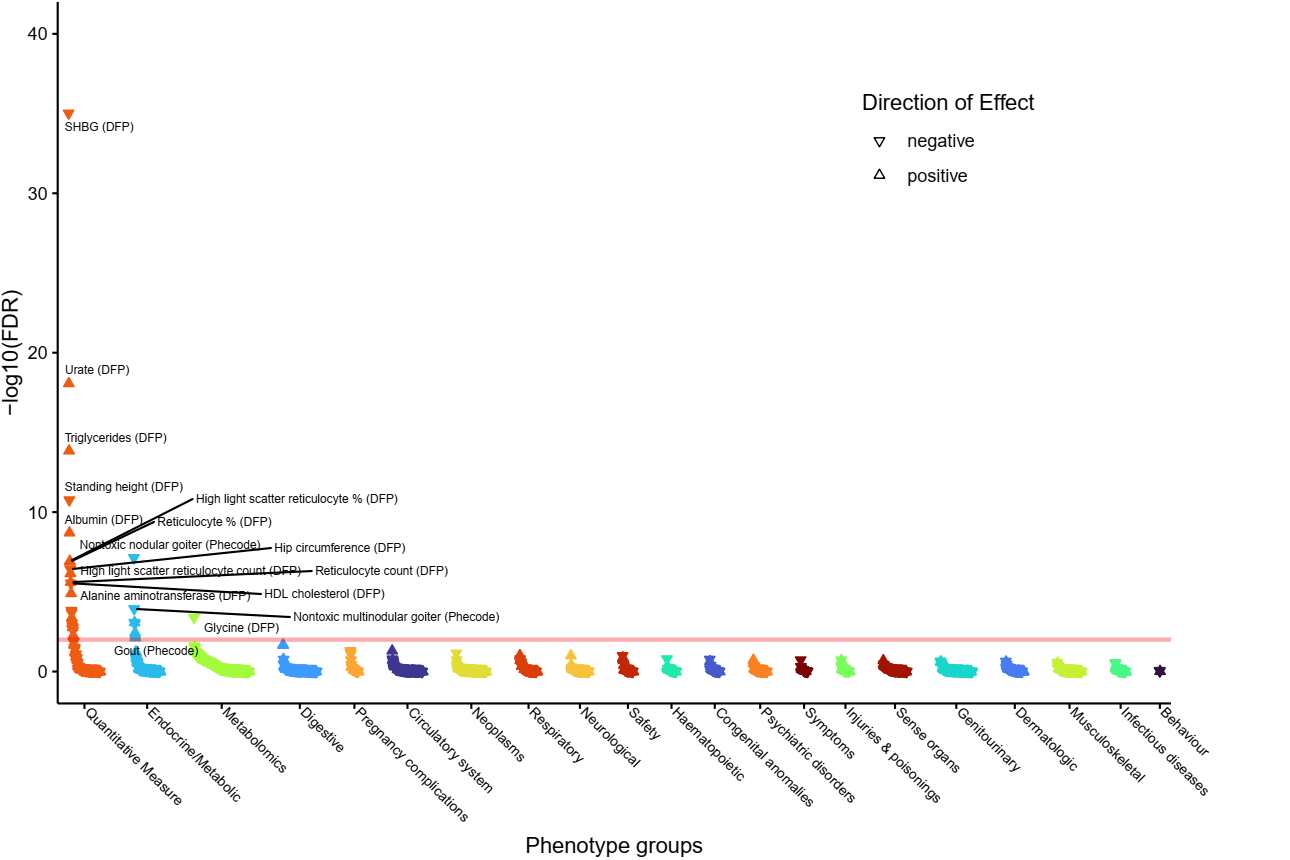 40
Direction of Effect
SHBG (DFP)
negative
positive
30
−log10(FDR)
20
Urate (DFP)
Triglycerides (DFP)
Standing height (DFP)
High light scatter reticulocyte % (DFP)
10
Albumin (DFP)
Reticulocyte % (DFP)
Nontoxic nodular goiter (Phecode)
Hip circumference (DFP)
High light scatter reticulocyte count (DFP)
Reticulocyte count (DFP)
Alanine aminotransferase (DFP)
HDL cholesterol (DFP)
Nontoxic multinodular goiter (Phecode)
Glycine (DFP)
Gout (Phecode)
0
Quantitative Measure
Endocrine/Metabolic
Metabolomics
Digestive
Pregnancy complications
Circulatory system
Neoplasms
Respiratory
Neurological
Safety
Haematopoietic
Congenital anomalies
Psychiatric disorders
Symptoms
Injuries & poisonings
Sense organs
Genitourinary
Dermatologic
Musculoskeletal
Infectious diseases
Behaviour
Phenotype groups